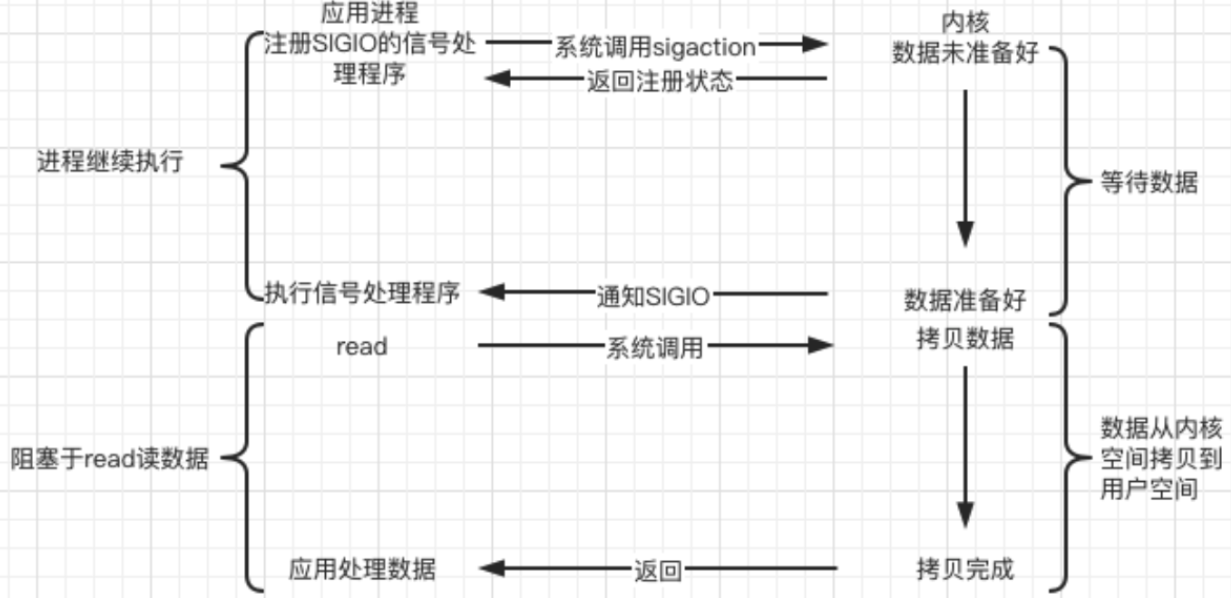 应用进程
内核
注册SIGIO的信号处
理程序
系统调用sigaction
数据未准备好
返回注册状态
进程继续执行
等待数据
执行信号处理程序
通知SIGIO
数据准备好
read
系统调用
拷贝数据
阻塞于read读数据
数据从内核
空间拷贝到
用户空间
应用处理数据
返回
拷贝完成